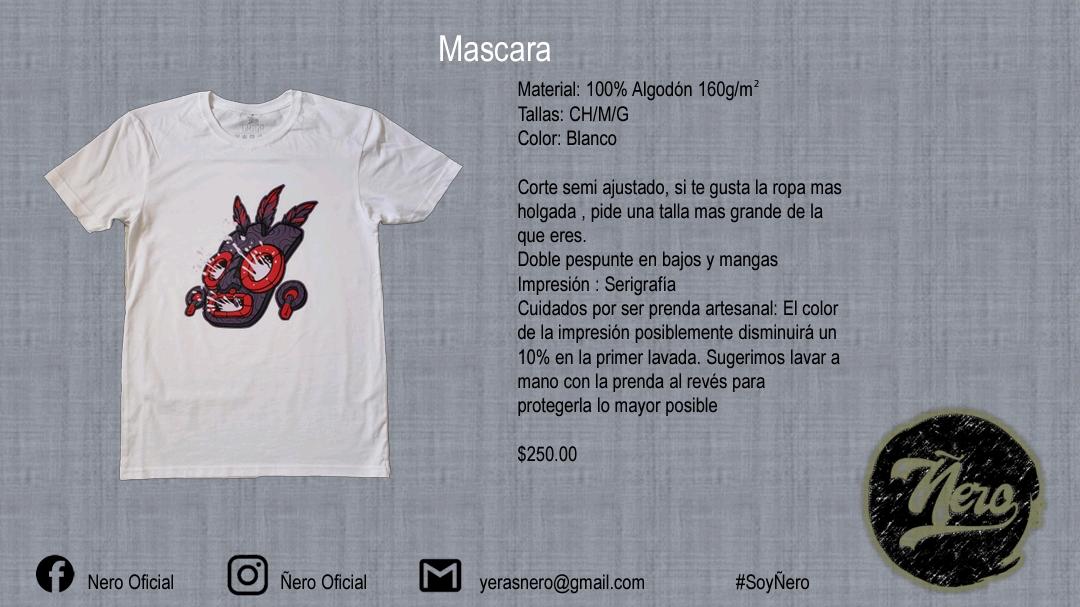 Mascara
Material: 100% Algodón 160g/m²
Tallas: CH/M/G
Color: Blanco
Corte semi ajustado, si te gusta la ropa mas
holgada , pide una talla mas grande de la
que eres.
Doble pespunte en bajos y mangas
Impresión : Serigrafía
Cuidados por ser prenda artesanal: El color
de la impresión posiblemente disminuirá un
10% en la primer lavada. Sugerimos lavar a
mano con la prenda al revés para
protegerla lo mayor posible
$250.00
Ñero
Nero Oficial
Ñero Oficial
yerasnero@gmail.com
#SoyÑero